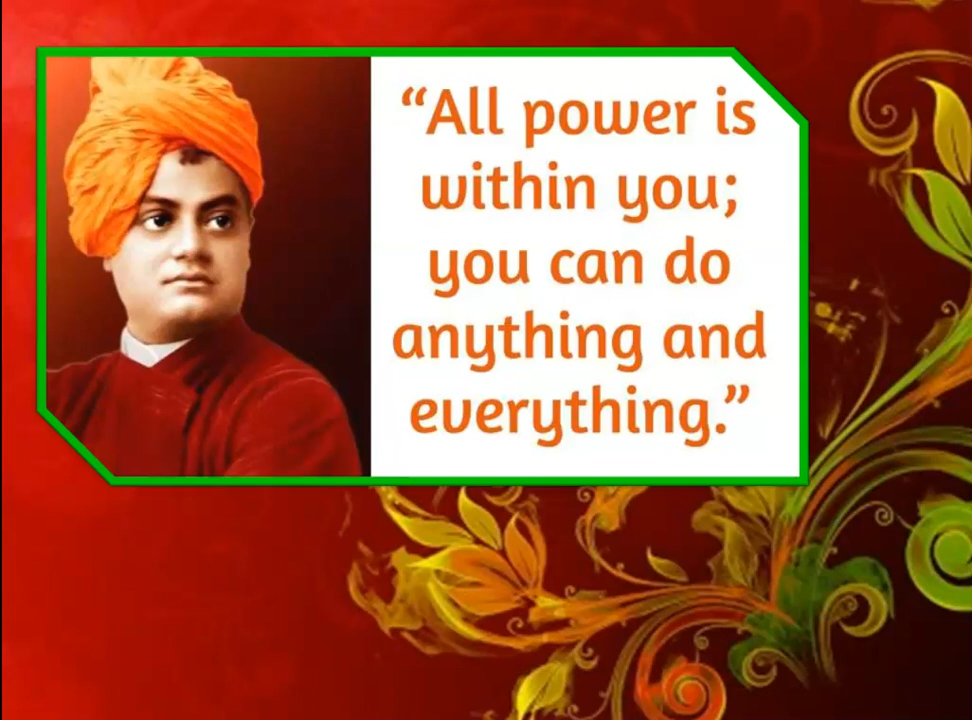 “All power is
within you;
you can do
anything and
everything.”